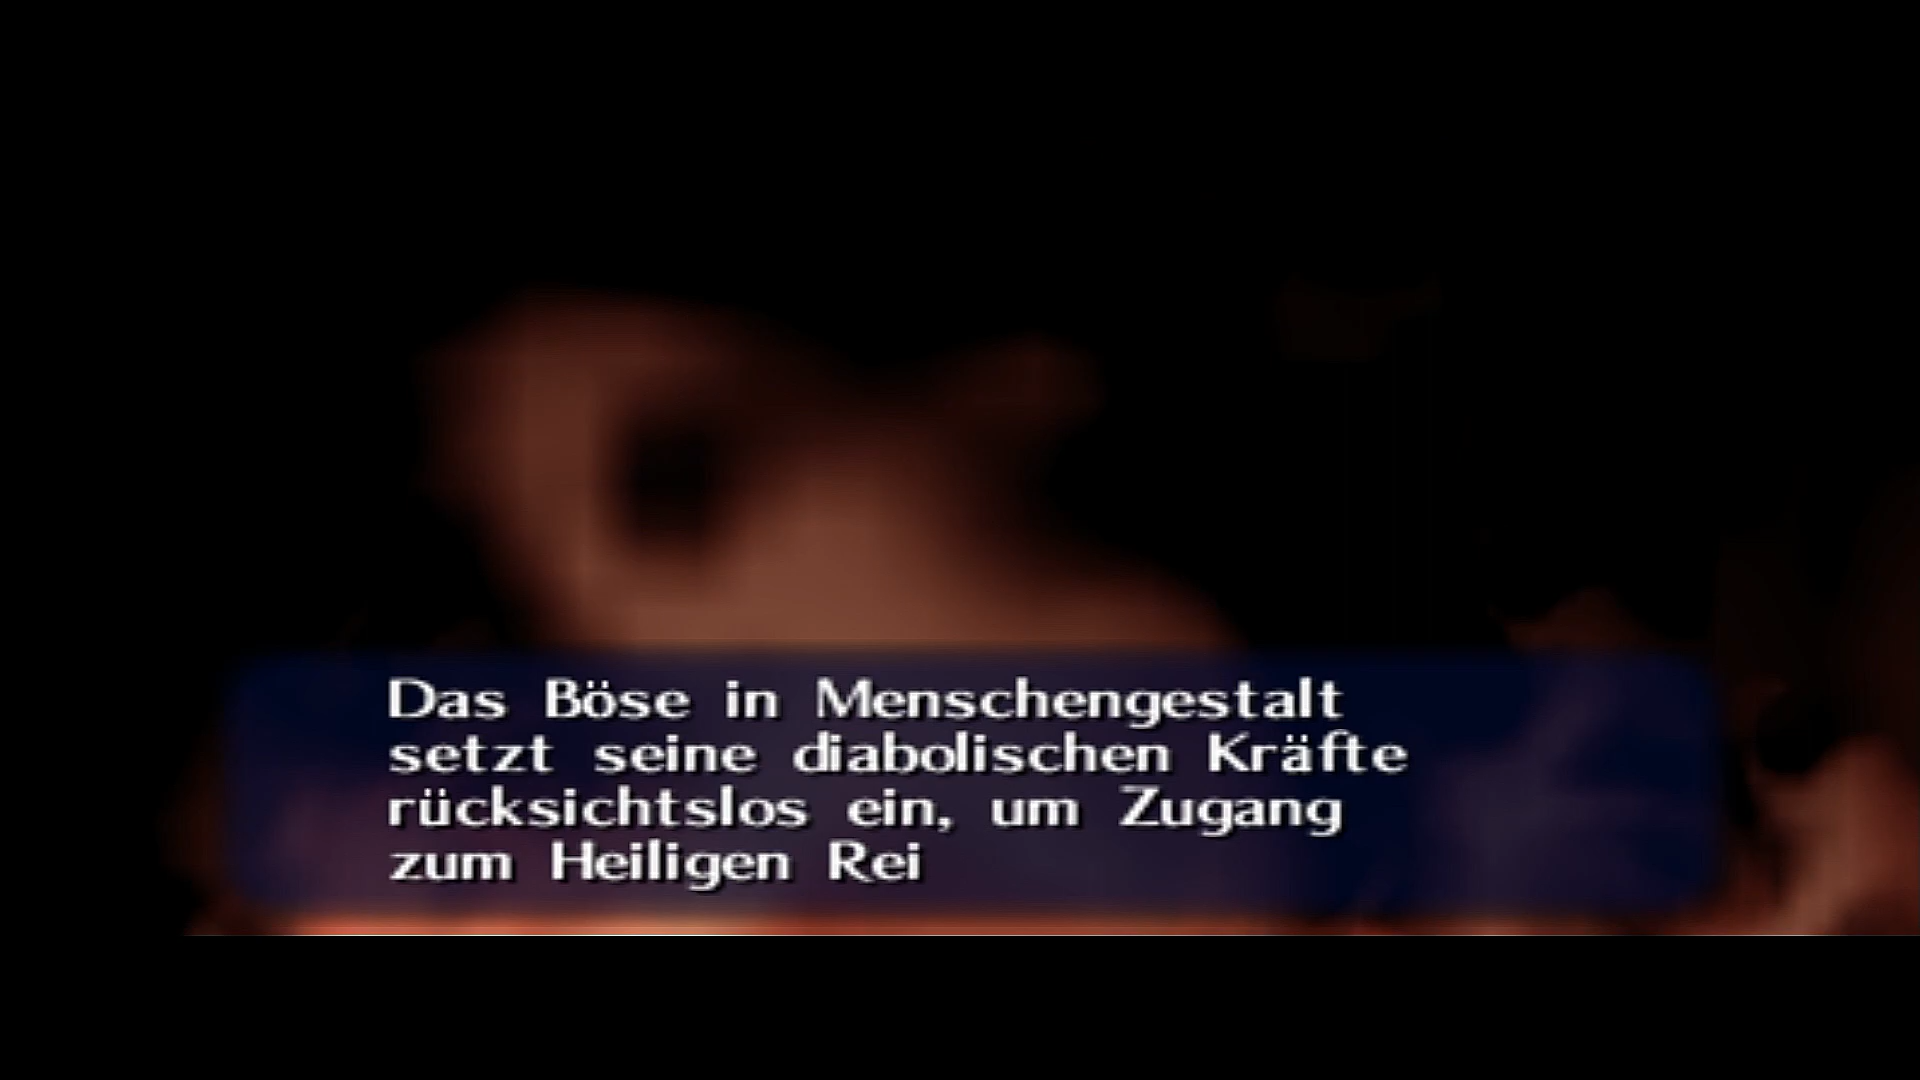 Das Böse in Menschengestalt
setzt seine diabolischen Kräfte
rücksichtslos ein, um Zugang
zum Heiligen Rei